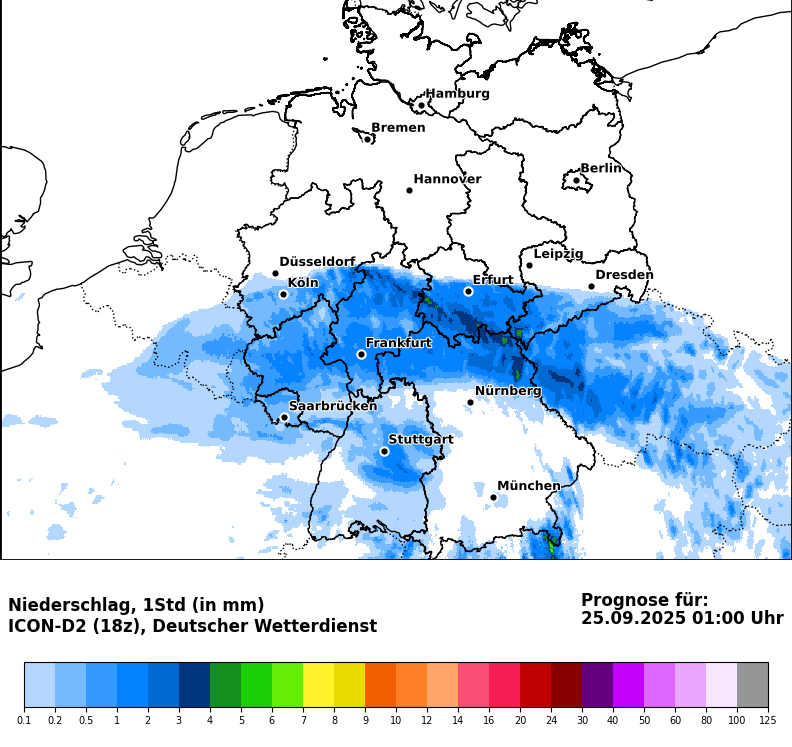 Hamburg
Bremen
Berlin
Hannover
Leipzig
Düsseldorf
Dresden
Köln
Erfurt
Frankfurt
Nürnberg
Saarbrücken
Stuttgart
München
Niederschlag, 1Std (in mm)
ICON-D2 (18z), Deutscher Wetterdienst
Prognose für:
25.09.2025 01:00 Uhr
0.1 0.2 0.5 1 2 3 4 5 6 7 8 9 10 12 14 16 20 24 30 40 50 60 80 100 125